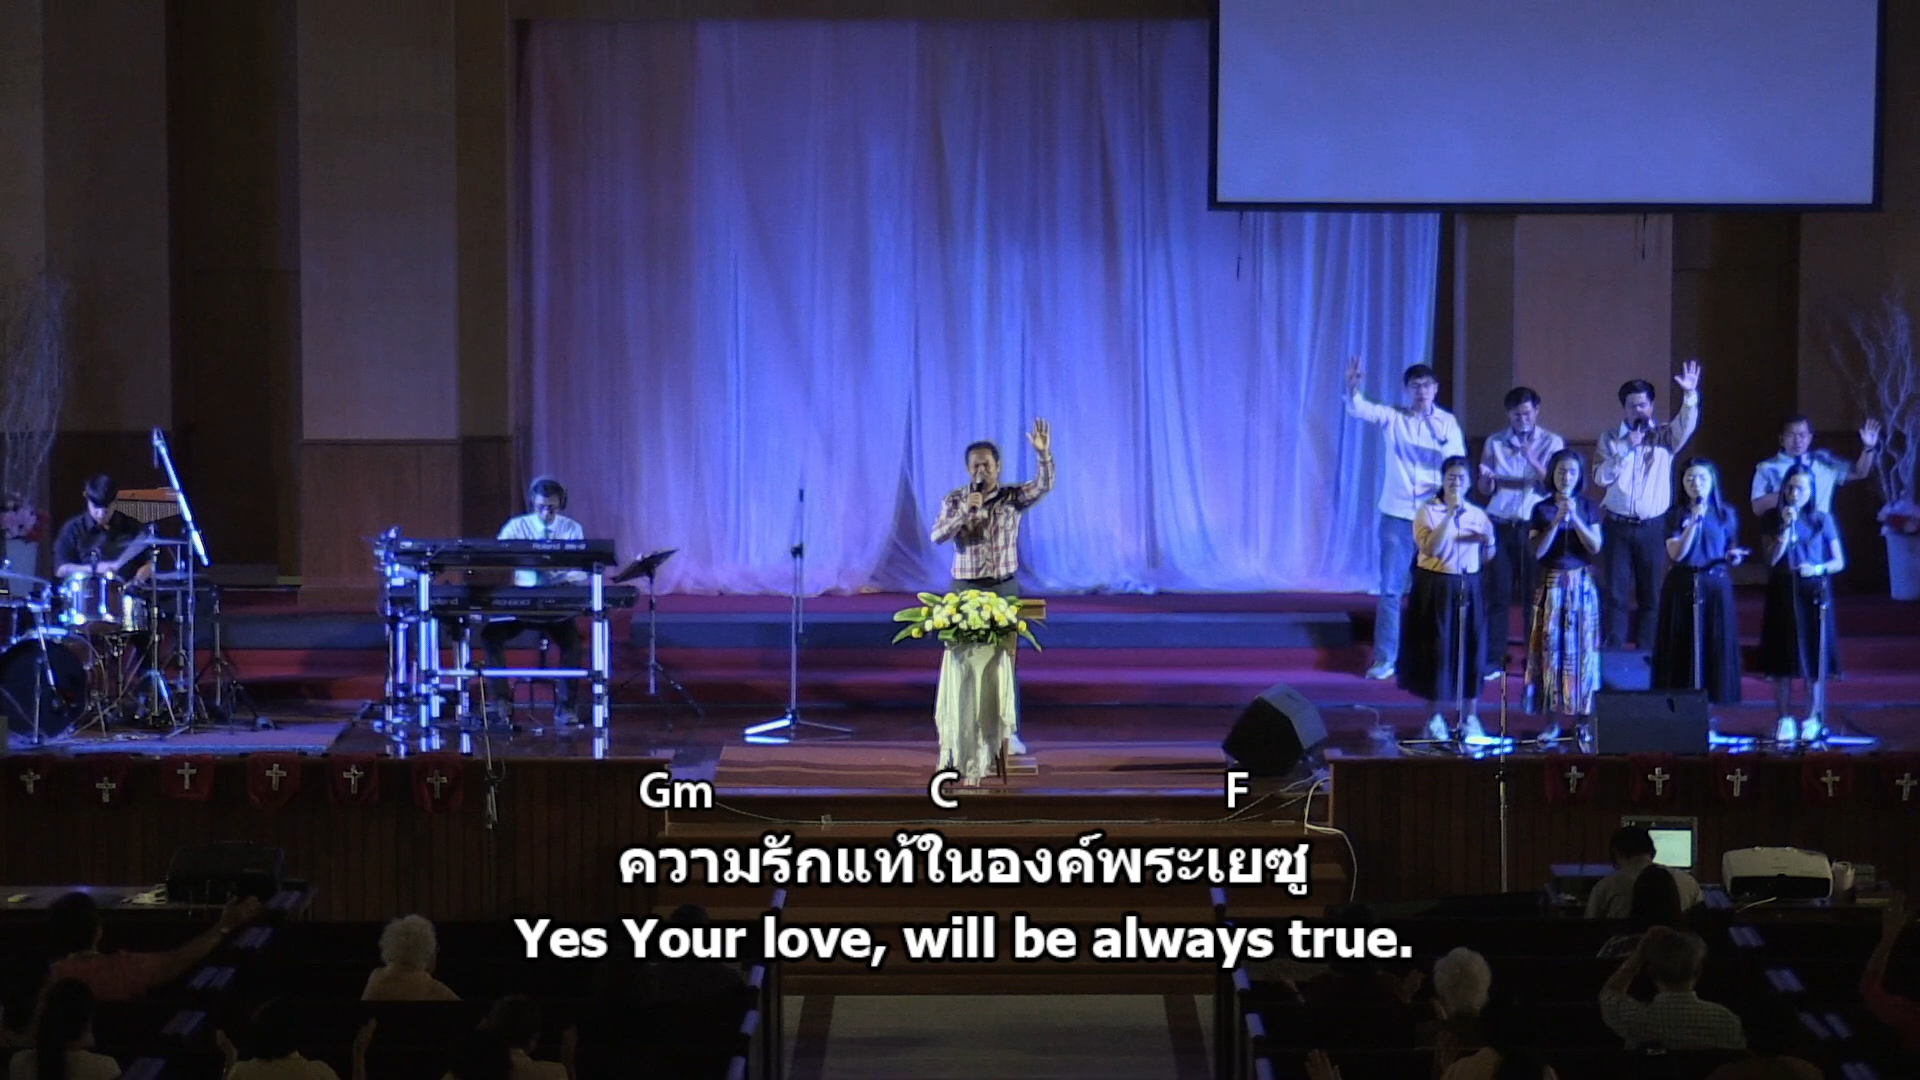 Roland
Gm C F
ความรักแท้ในองค์พระเยซู
Yes Your love, will be always true.